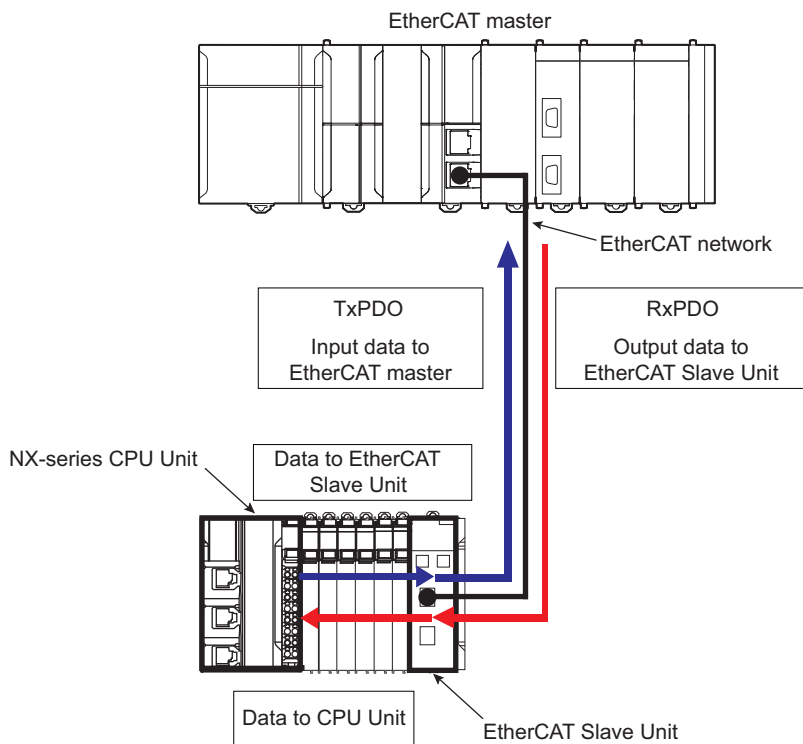 EtherCAT master
EtherCAT network
TxPDO
Input data to
EtherCAT master
RxPDO
Output data to
EtherCAT Slave Unit
NX-series CPU Unit
Data to EtherCAT
Slave Unit
Data to CPU Unit
EtherCAT Slave Unit